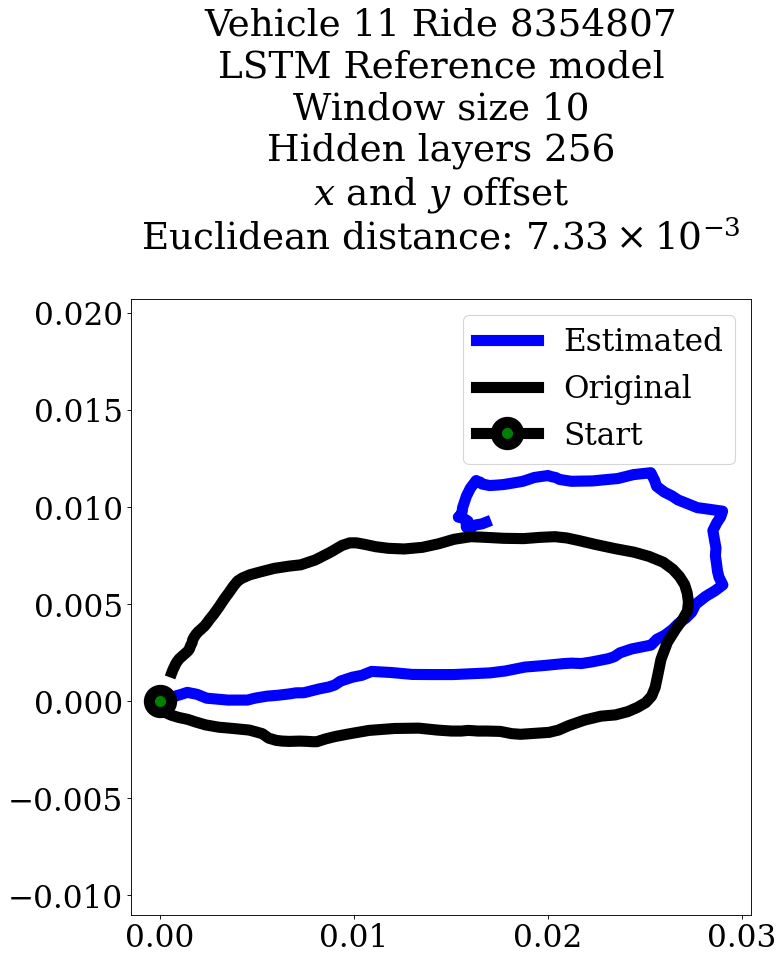 Vehicle 11 Ride 8354807
LSTM Reference model
Window size 10
Hidden layers 256
x and y offset
Euclidean distance: 7.33 × 10⁻³
0.020
Estimated
0.015
Original
Start
0.010
0.005
0.000
−0.005
−0.010
0.00 0.01 0.02 0.03